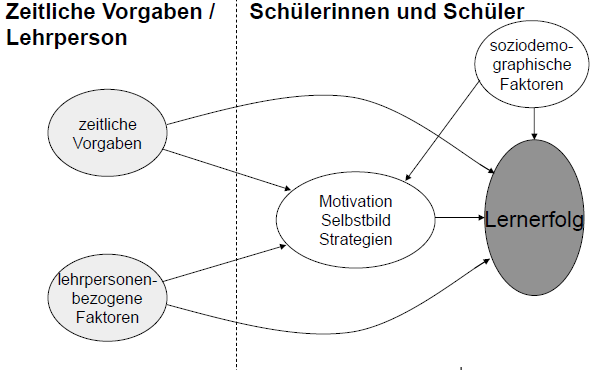 Zeitliche Vorgaben /
Lehrperson
Schülerinnen und Schüler
soziodemo-
graphische
Faktoren
zeitliche
Vorgaben
Motivation
Selbstbild
Strategien
Lernerfolg
lehrpersonen-
bezogene
Faktoren